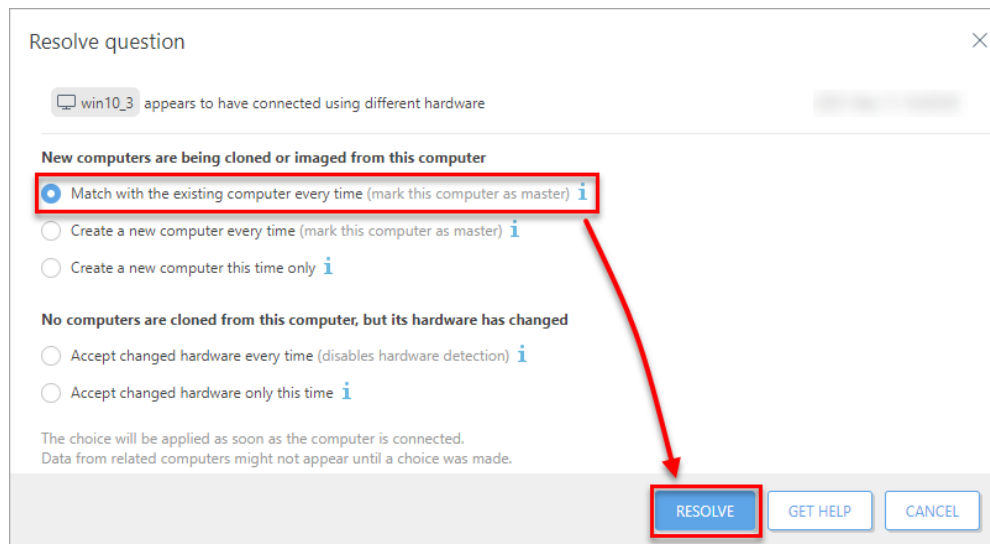 Resolve question
win10_3 appears to have connected using different hardware
New computers are being cloned or imaged from this computer
Match with the existing computer every time (mark this computer as master) i
Create a new computer every time (mark this computer as master) i
Create a new computer this time only i
No computers are cloned from this computer, but its hardware has changed
Accept changed hardware every time (disables hardware detection) i
Accept changed hardware only this time i
The choice will be applied as soon as the computer is connected.
Data from related computers might not appear until a choice was made.
RESOLVE GET HELP CANCEL